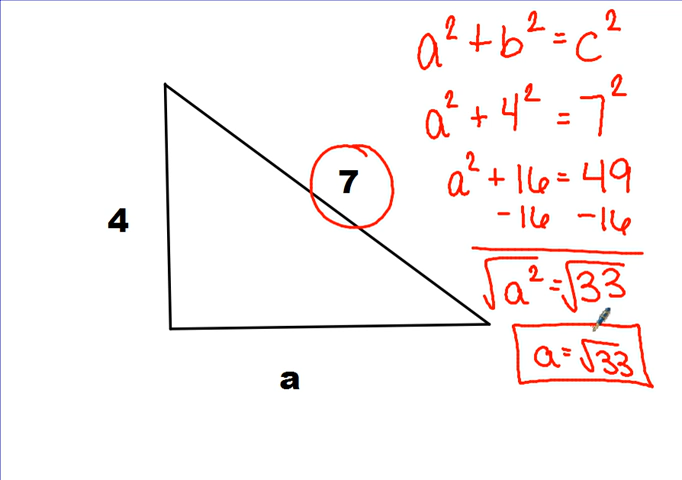 a² + b² = c²
a² + 4² = 7²
a² + 16 = 49
-16 -16
√a² = √33
a = √33
7
4
a